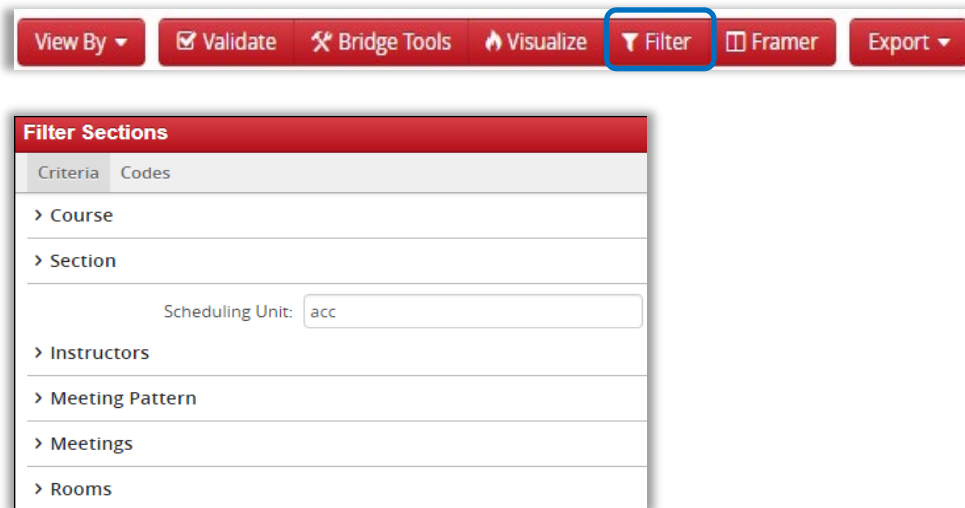 View By Validate Bridge Tools Visualize Filter Framer Export
Filter Sections
Criteria Codes
Course
Section
Scheduling Unit: acc
Instructors
Meeting Pattern
Meetings
Rooms